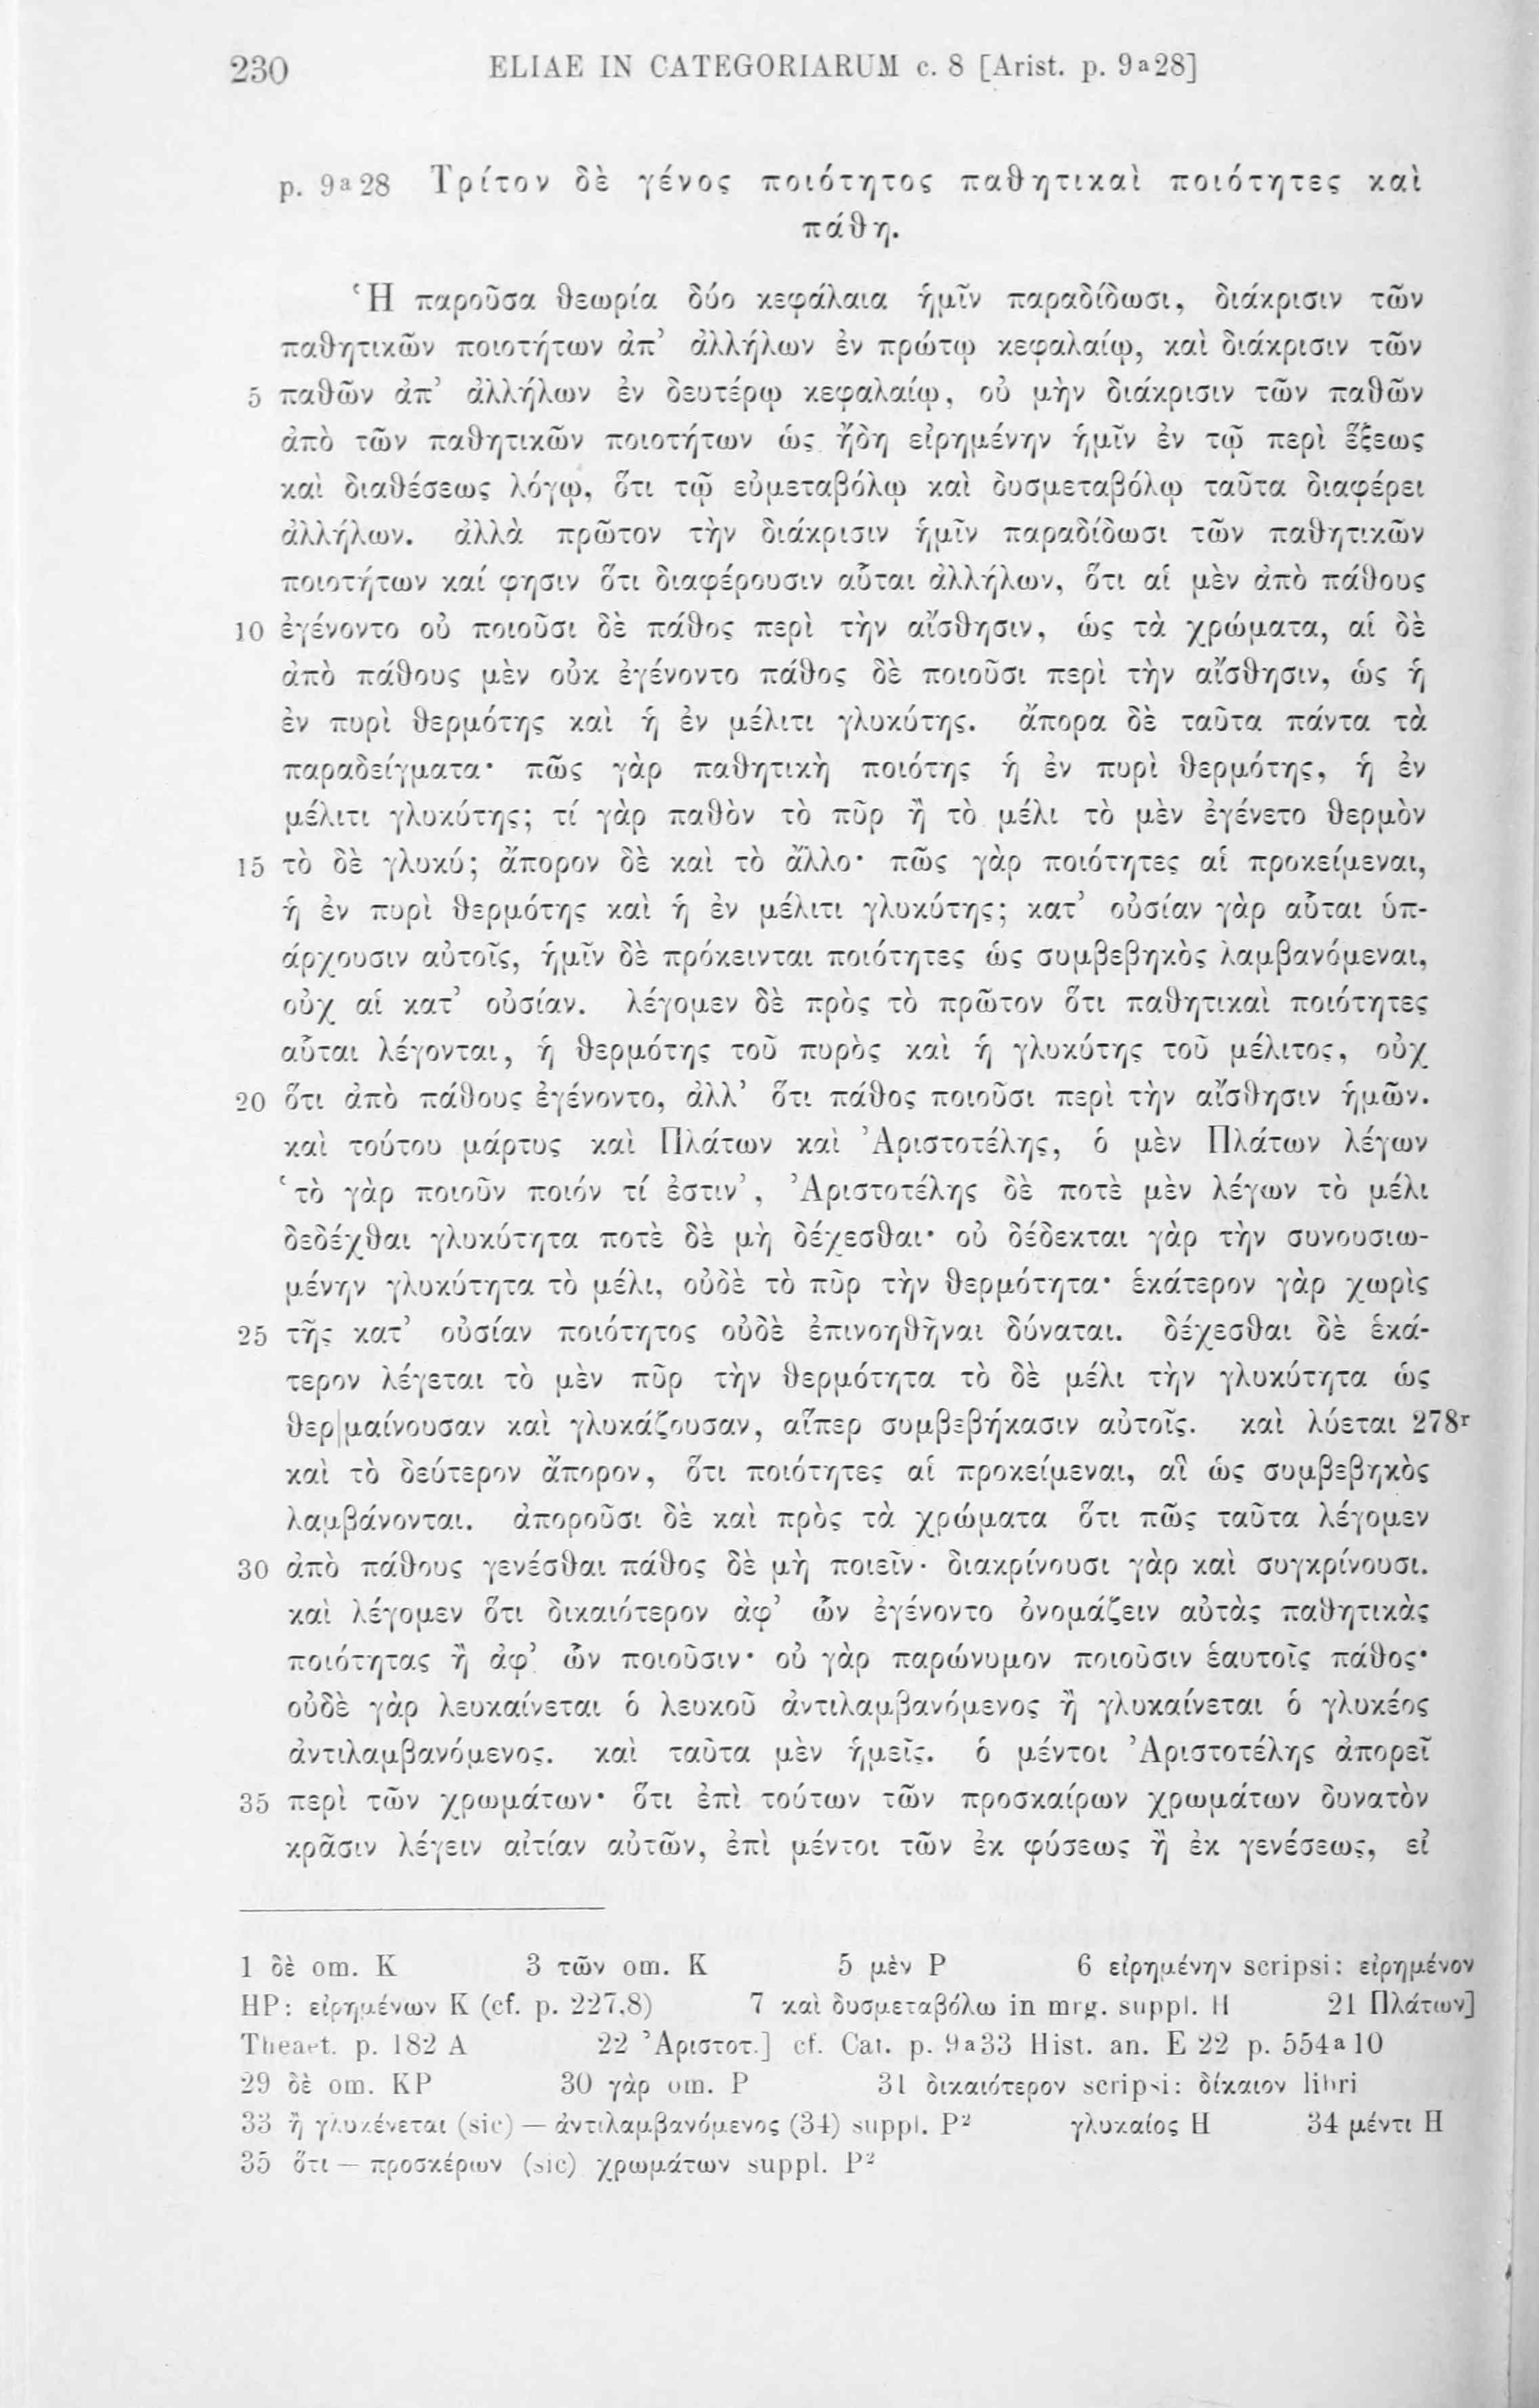 230 ELIAE IN CATEGORIARUM c. 8 [Arist. p. 9a28]
p. 9a28 Τρίτον δὲ γένος ποιότητος παθητικαὶ ποιότητες καὶ
πάθη.
Ἡ παροῦσα θεωρία δύο κεφάλαια ἡμῖν παραδίδωσι, διάκρισιν τῶν
παθητικῶν ποιοτήτων ἀπ’ ἀλλήλων ἐν πρώτῳ κεφαλαίῳ, καὶ διάκρισιν τῶν
5 παθῶν ἀπ’ ἀλλήλων ἐν δευτέρῳ κεφαλαίῳ, οὐ μὴν διάκρισιν τῶν παθῶν
ἀπὸ τῶν παθητικῶν ποιοτήτων ὡς ἤδη εἰρημένην ἡμῖν ἐν τῷ περὶ ἕξεως
καὶ διαθέσεως λόγῳ, ὅτι τῷ εὐμεταβόλῳ καὶ δυσμεταβόλῳ ταῦτα διαφέρει
ἀλλήλων. ἀλλὰ πρῶτον τὴν διάκρισιν ἡμῖν παραδίδωσι τῶν παθητικῶν
ποιοτήτων καί φησιν ὅτι διαφέρουσιν αὗται ἀλλήλων, ὅτι αἱ μὲν ἀπὸ πάθους
10 ἐγένοντο οὐ ποιοῦσι δὲ πάθος περὶ τὴν αἴσθησιν, ὡς τὰ χρώματα, αἱ δὲ
ἀπὸ πάθους μὲν οὐκ ἐγένοντο πάθος δὲ ποιοῦσι περὶ τὴν αἴσθησιν, ὡς ἡ
ἐν πυρὶ θερμότης καὶ ἡ ἐν μέλιτι γλυκύτης. ἄπορα δὲ ταῦτα πάντα τὰ
παραδείγματα· πῶς γὰρ παθητικὴ ποιότης ἡ ἐν πυρὶ θερμότης, ἡ ἐν
μέλιτι γλυκύτης; τί γὰρ παθὸν τὸ πῦρ ἢ τὸ μέλι τὸ μὲν ἐγένετο θερμὸν
15 τὸ δὲ γλυκύ; ἄπορον δὲ καὶ τὸ ἄλλο· πῶς γὰρ ποιότητες αἱ προκείμεναι,
ἡ ἐν πυρὶ θερμότης καὶ ἡ ἐν μέλιτι γλυκύτης; κατ’ οὐσίαν γὰρ αὗται ὑπ-
άρχουσιν αὐτοῖς, ἡμῖν δὲ πρόκεινται ποιότητες ὡς συμβεβηκὸς λαμβανόμεναι,
οὐχ αἱ κατ’ οὐσίαν. λέγομεν δὲ πρὸς τὸ πρῶτον ὅτι παθητικαὶ ποιότητες
αὗται λέγονται, ἡ θερμότης τοῦ πυρὸς καὶ ἡ γλυκύτης τοῦ μέλιτος, οὐχ
20 ὅτι ἀπὸ πάθους ἐγένοντο, ἀλλ’ ὅτι πάθος ποιοῦσι περὶ τὴν αἴσθησιν ἡμῶν.
καὶ τούτου μάρτυς καὶ Πλάτων καὶ Ἀριστοτέλης, ὁ μὲν Πλάτων λέγων
‘τὸ γὰρ ποιοῦν ποιόν τί ἐστιν’, Ἀριστοτέλης δὲ ποτὲ μὲν λέγων τὸ μέλι
δεδέχθαι γλυκύτητα ποτὲ δὲ μὴ δέχεσθαι· οὐ δέδεκται γὰρ τὴν συνουσιω-
μένην γλυκύτητα τὸ μέλι, οὐδὲ τὸ πῦρ τὴν θερμότητα· ἑκάτερον γὰρ χωρὶς
25 τῆς κατ’ οὐσίαν ποιότητος οὐδὲ ἐπινοηθῆναι δύναται. δέχεσθαι δὲ ἑκά-
τερον λέγεται τὸ μὲν πῦρ τὴν θερμότητα τὸ δὲ μέλι τὴν γλυκύτητα ὡς
θερ|μαίνουσαν καὶ γλυκάζουσαν, αἵπερ συμβεβήκασιν αὐτοῖς. καὶ λύεται 278r
καὶ τὸ δεύτερον ἄπορον, ὅτι ποιότητες αἱ προκείμεναι, αἳ ὡς συμβεβηκὸς
λαμβάνονται. ἀποροῦσι δὲ καὶ πρὸς τὰ χρώματα ὅτι πῶς ταῦτα λέγομεν
30 ἀπὸ πάθους γενέσθαι πάθος δὲ μὴ ποιεῖν· διακρίνουσι γὰρ καὶ συγκρίνουσι.
καὶ λέγομεν ὅτι δικαιότερον ἀφ’ ὧν ἐγένοντο ὀνομάζειν αὐτὰς παθητικὰς
ποιότητας ἢ ἀφ’ ὧν ποιοῦσιν· οὐ γὰρ παρώνυμον ποιοῦσιν ἑαυτοῖς πάθος·
οὐδὲ γὰρ λευκαίνεται ὁ λευκοῦ ἀντιλαμβανόμενος ἢ γλυκαίνεται ὁ γλυκέος
ἀντιλαμβανόμενος. καὶ ταῦτα μὲν ἡμεῖς. ὁ μέντοι Ἀριστοτέλης ἀπορεῖ
35 περὶ τῶν χρωμάτων· ὅτι ἐπὶ τούτων τῶν προσκαίρων χρωμάτων δυνατὸν
κρᾶσιν λέγειν αἰτίαν αὐτῶν, ἐπὶ μέντοι τῶν ἐκ φύσεως ἢ ἐκ γενέσεως, εἰ
1 δὲ om. K 3 τῶν om. K 5 μὲν P 6 εἰρημένην scripsi: εἰρημένον
HP: εἰρημένων K (cf. p. 227,8) 7 καὶ δυσμεταβόλω in mrg. suppl. H 21 Πλάτων]
Theaet. p. 182 A 22 Ἀριστοτ.] cf. Cat. p. 9a33 Hist. an. E 22 p. 554a10
29 δὲ om. KP 30 γὰρ om. P 31 δικαιότερον scripsi: δίκαιον libri
33 ἢ γλυκένεται (sic) — ἀντιλαμβανόμενος (34) suppl. P2 γλυκαίος H 34 μέντι H
35 ὅτι — προσκέρων (sic) χρωμάτων suppl. P2